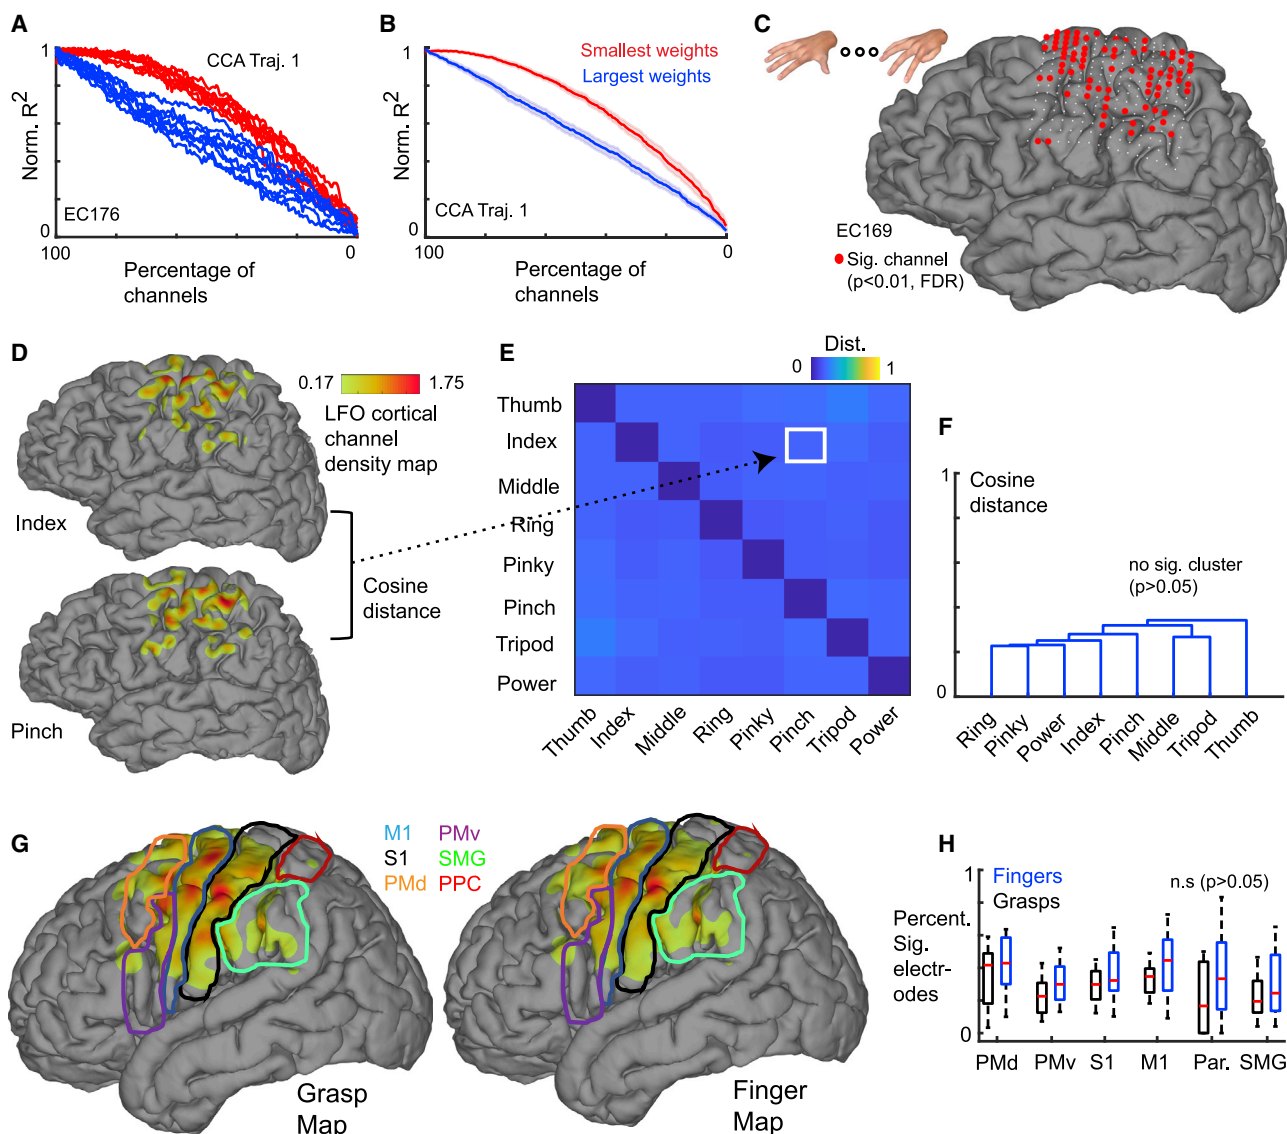 A
1
Norm. R²
0
CCA Traj. 1
EC176
100
0
Percentage of
channels
B
1
Norm. R²
0
Smallest weights
Largest weights
CCA Traj. 1
100
0
Percentage of
channels
C
EC169
Sig. channel
(p<0.01, FDR)
D
0.17
1.75
LFO cortical
channel
density map
Index
Cosine
distance
Pinch
E
Dist.
0
1
Thumb
Index
Middle
Ring
Pinky
Pinch
Tripod
Power
Thumb
Index
Middle
Ring
Pinky
Pinch
Tripod
Power
F
1
Cosine
distance
no sig. cluster
(p>0.05)
0
Ring
Pinky
Power
Index
Pinch
Middle
Tripod
Thumb
G
M1
PMv
S1
SMG
PMd
PPC
Grasp
Map
Finger
Map
H
1
Fingers
Grasps
n.s (p>0.05)
Percent.
Sig.
electr-
odes
0
PMd
PMv
S1
M1
Par.
SMG